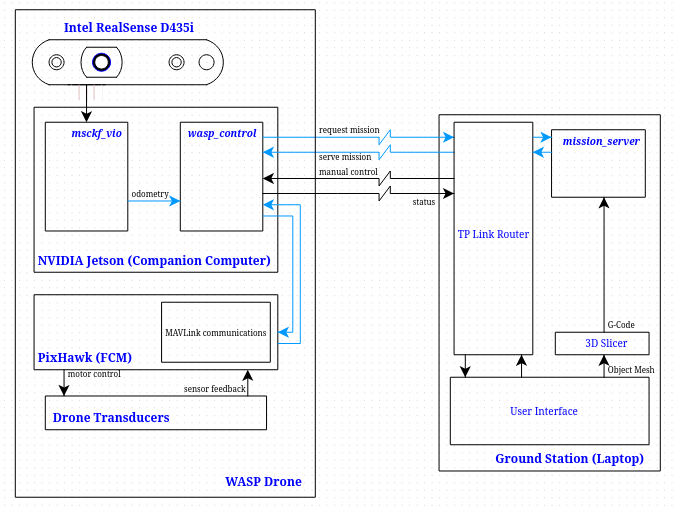 Intel RealSense D435i
msckf_vio
wasp_control
odometry
NVIDIA Jetson (Companion Computer)
request mission
serve mission
manual control
status
TP Link Router
mission_server
G-Code
3D Slicer
Object Mesh
User Interface
Ground Station (Laptop)
MAVLink communications
PixHawk (FCM)
motor control
sensor feedback
Drone Transducers
WASP Drone